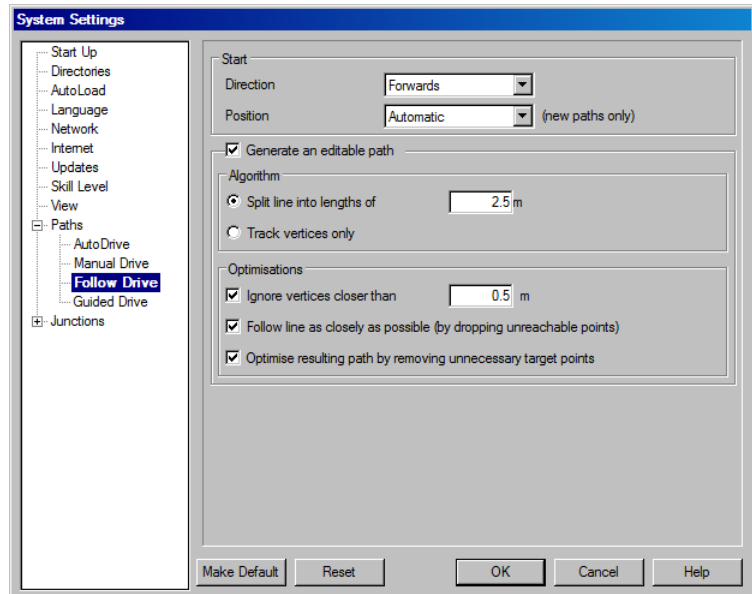 System Settings
Start Up
Directories
AutoLoad
Language
Network
Internet
Updates
Skill Level
View
Paths
AutoDrive
Manual Drive
Follow Drive
Guided Drive
Junctions
Start
Direction Forwards
Position Automatic (new paths only)
Generate an editable path
Algorithm
Split line into lengths of 2.5 m
Track vertices only
Optimisations
Ignore vertices closer than 0.5 m
Follow line as closely as possible (by dropping unreachable points)
Optimise resulting path by removing unnecessary target points
Make Default Reset OK Cancel Help